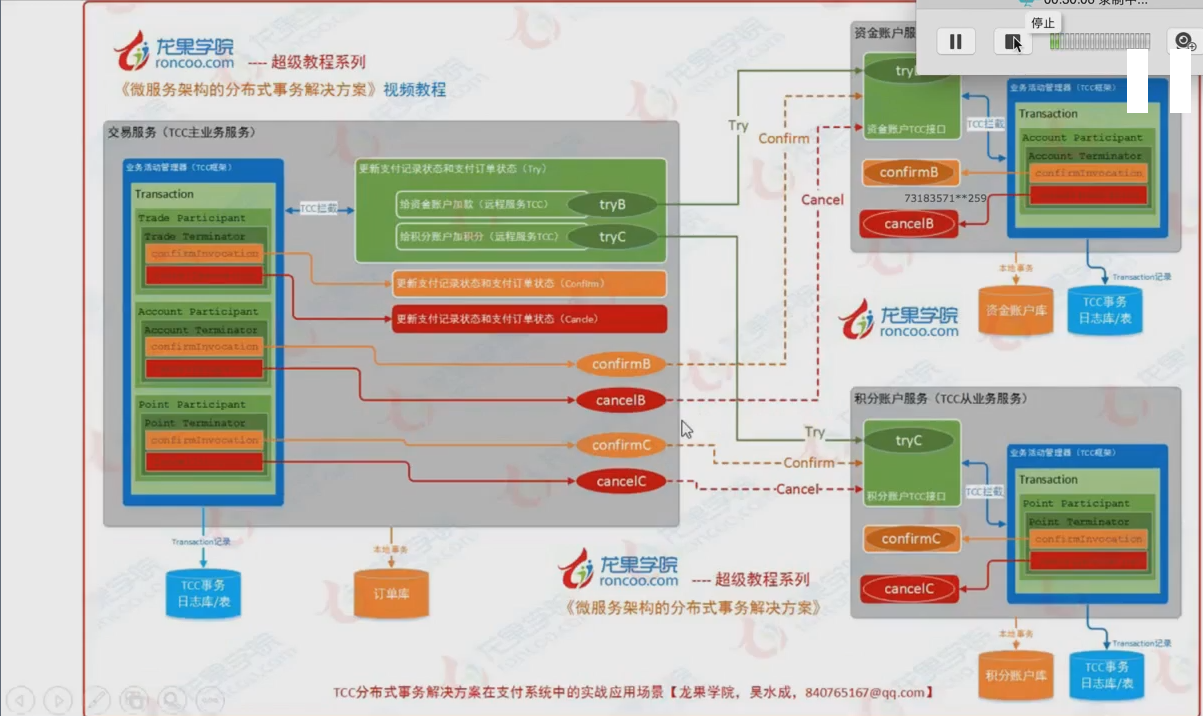 00:30:00 录制中...
停止
龙果学院
roncoo.com ---- 超级教程系列
《微服务架构的分布式事务解决方案》视频教程
交易服务（TCC主业务服务）
业务活动管理器（TCC框架）
Transaction
Trade Participant
Trade Terminator
confirmInvocation
Account Participant
Account Terminator
confirmInvocation
Point Participant
Point Terminator
confirmInvocation
TCC拦截
更新支付记录状态和支付订单状态（Try）
给资金账户加款（远程服务TCC） tryB
给积分账户加积分（远程服务TCC） tryC
更新支付记录状态和支付订单状态（Confirm）
更新支付记录状态和支付订单状态（Cancle）
confirmB
cancelB
confirmC
cancelC
Transaction记录
TCC事务
日志库/表
本地事务
订单库
Try
Confirm
Cancel
Try
Confirm
Cancel
资金账户服
资金账户TCC接口
confirmB
73183571**259
cancelB
TCC拦截
业务活动管理器（TCC框架）
Transaction
Account Participant
Account Terminator
confirmInvocation
本地事务
资金账户库
Transaction记录
TCC事务
日志库/表
龙果学院
roncoo.com
积分账户服务（TCC从业务服务）
tryC
积分账户TCC接口
confirmC
cancelC
TCC拦截
业务活动管理器（TCC框架）
Transaction
Point Participant
Point Terminator
confirmInvocation
本地事务
积分账户库
Transaction记录
TCC事务
日志库/表
龙果学院
roncoo.com ---- 超级教程系列
《微服务架构的分布式事务解决方案》
TCC分布式事务解决方案在支付系统中的实战应用场景【龙果学院，吴水成，840765167@qq.com】